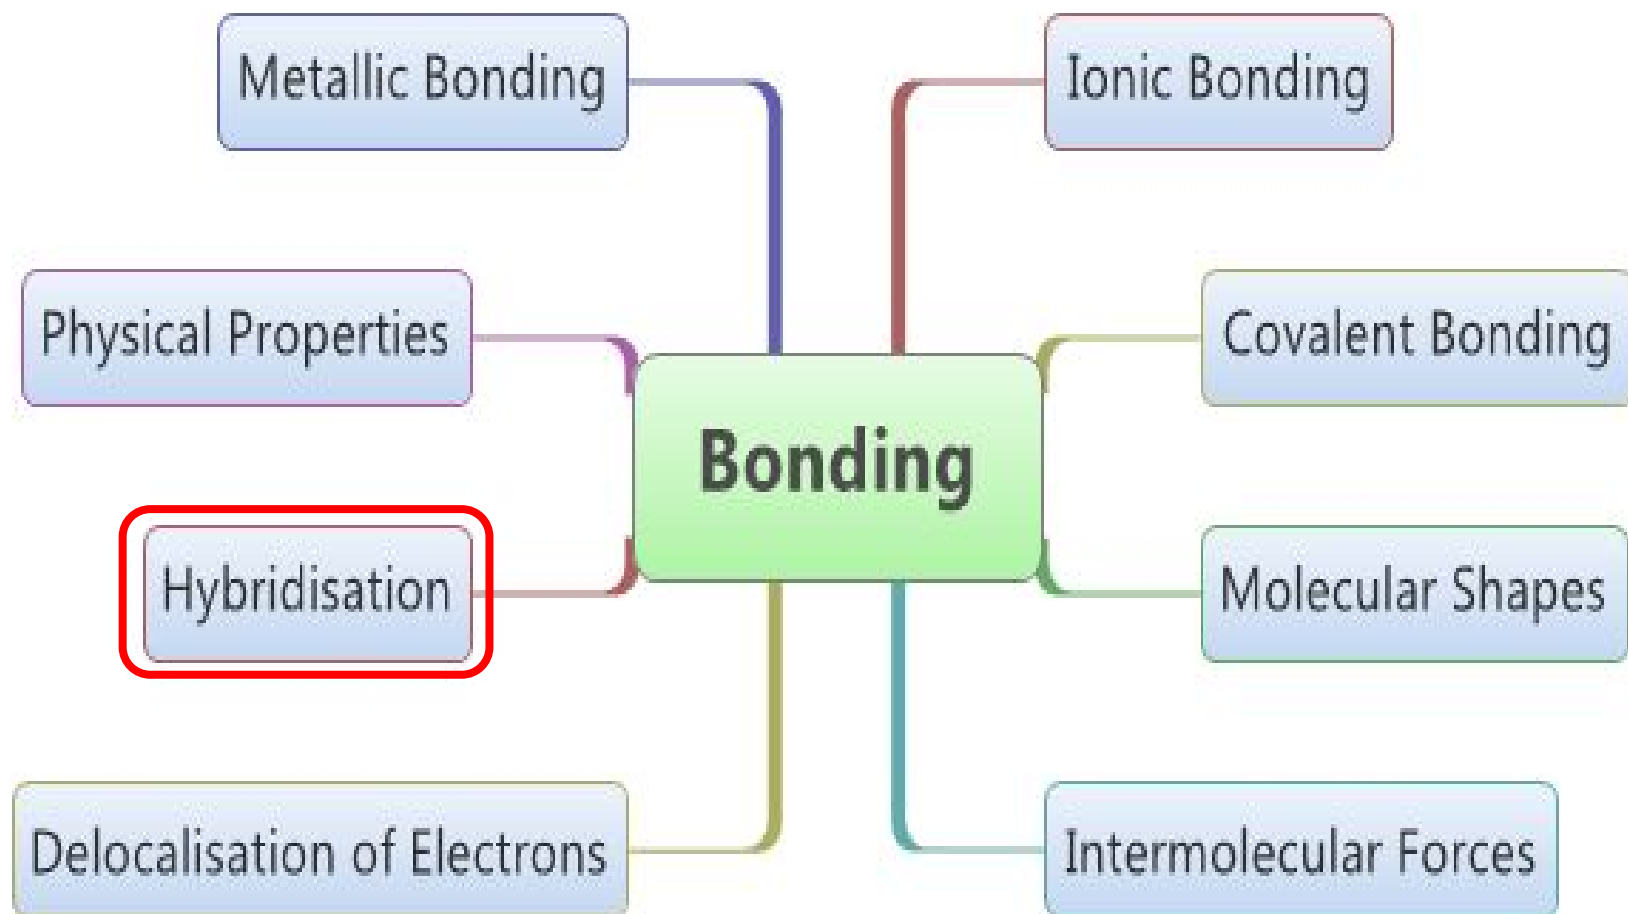 Metallic Bonding
Ionic Bonding
Physical Properties
Covalent Bonding
Bonding
Hybridisation
Molecular Shapes
Delocalisation of Electrons
Intermolecular Forces